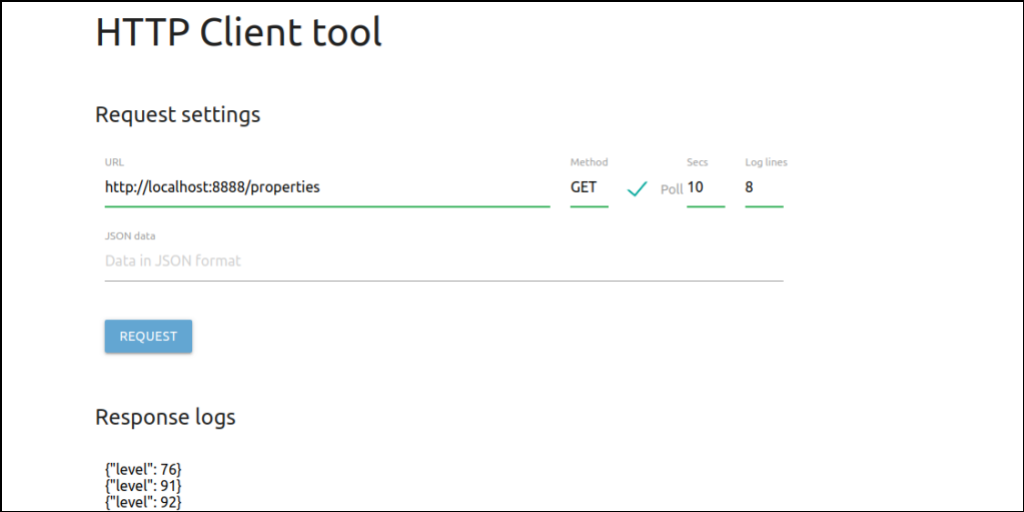 HTTP Client tool
Request settings
URL Method Secs Log lines
http://localhost:8888/properties GET Poll 10 8
JSON data
Data in JSON format
REQUEST
Response logs
{"level": 76}
{"level": 91}
{"level": 92}